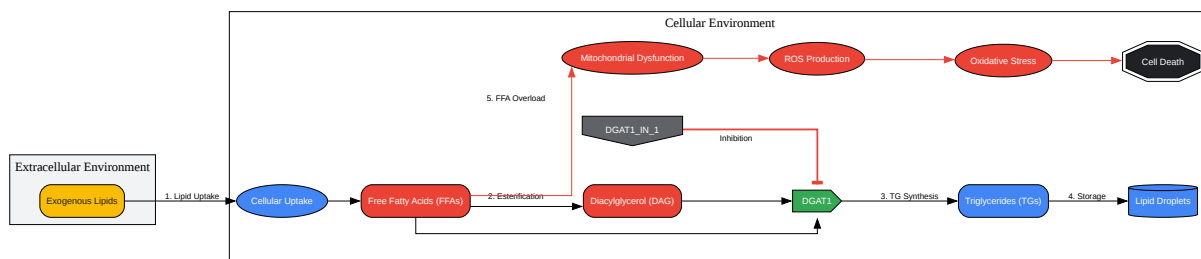 Cellular Environment
Mitochondrial Dysfunction
ROS Production
Oxidative Stress
Cell Death
5. FFA Overload
DGAT1_IN_1
Inhibition
Extracellular Environment
Exogenous Lipids
1. Lipid Uptake
Cellular Uptake
Free Fatty Acids (FFAs)
2. Esterification
Diacylglycerol (DAG)
DGAT1
3. TG Synthesis
Triglycerides (TGs)
4. Storage
Lipid Droplets